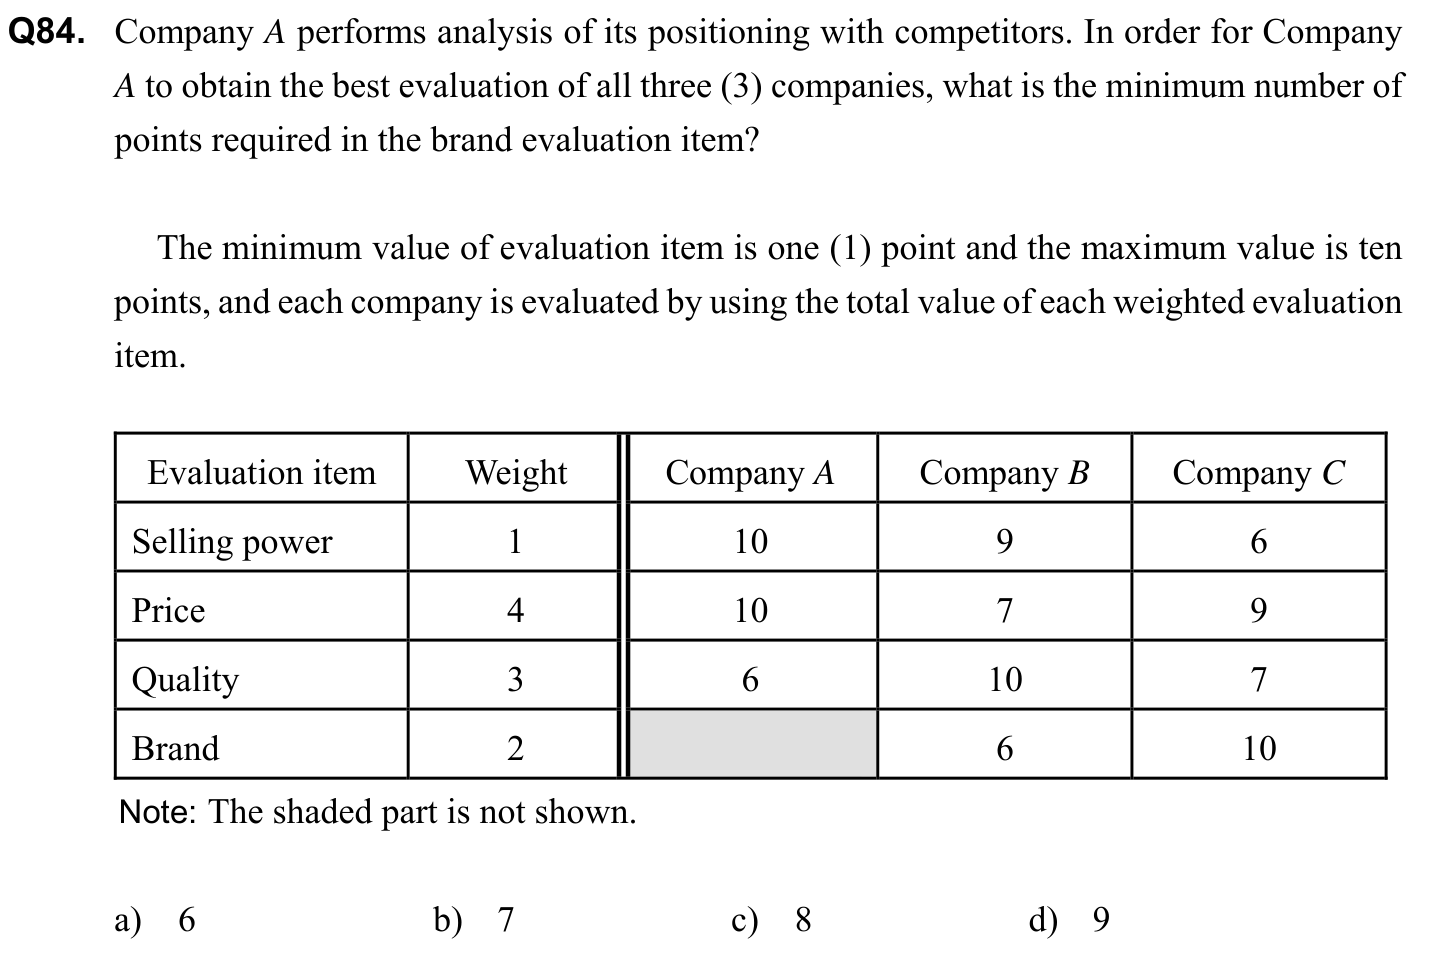 Q84. Company A performs analysis of its positioning with competitors. In order for Company
A to obtain the best evaluation of all three (3) companies, what is the minimum number of
points required in the brand evaluation item?
The minimum value of evaluation item is one (1) point and the maximum value is ten
points, and each company is evaluated by using the total value of each weighted evaluation
item.
Evaluation item Weight Company A Company B Company C
Selling power 1 10 9 6
Price 4 10 7 9
Quality 3 6 10 7
Brand 2 6 10
Note: The shaded part is not shown.
a) 6 b) 7 c) 8 d) 9